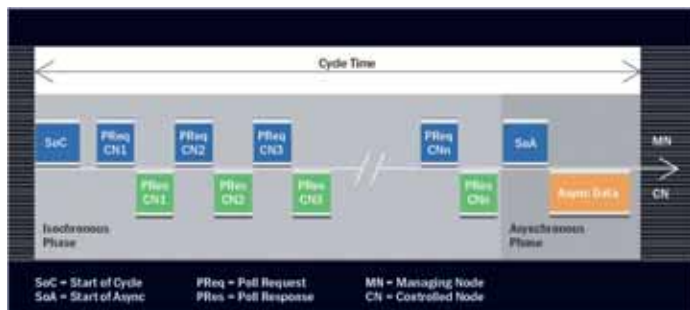 Cycle Time
SoC
PReq
CN1
PReq
CN2
PReq
CN3
PReq
CNn
SoA
MN
PRes
CN1
PRes
CN2
PRes
CN3
PRes
CNn
Async Data
CN
Isochronous
Phase
Asynchronous
Phase
SoC = Start of Cycle
PReq = Poll Request
MN = Managing Node
SoA = Start of Async
PRes = Poll Response
CN = Controlled Node